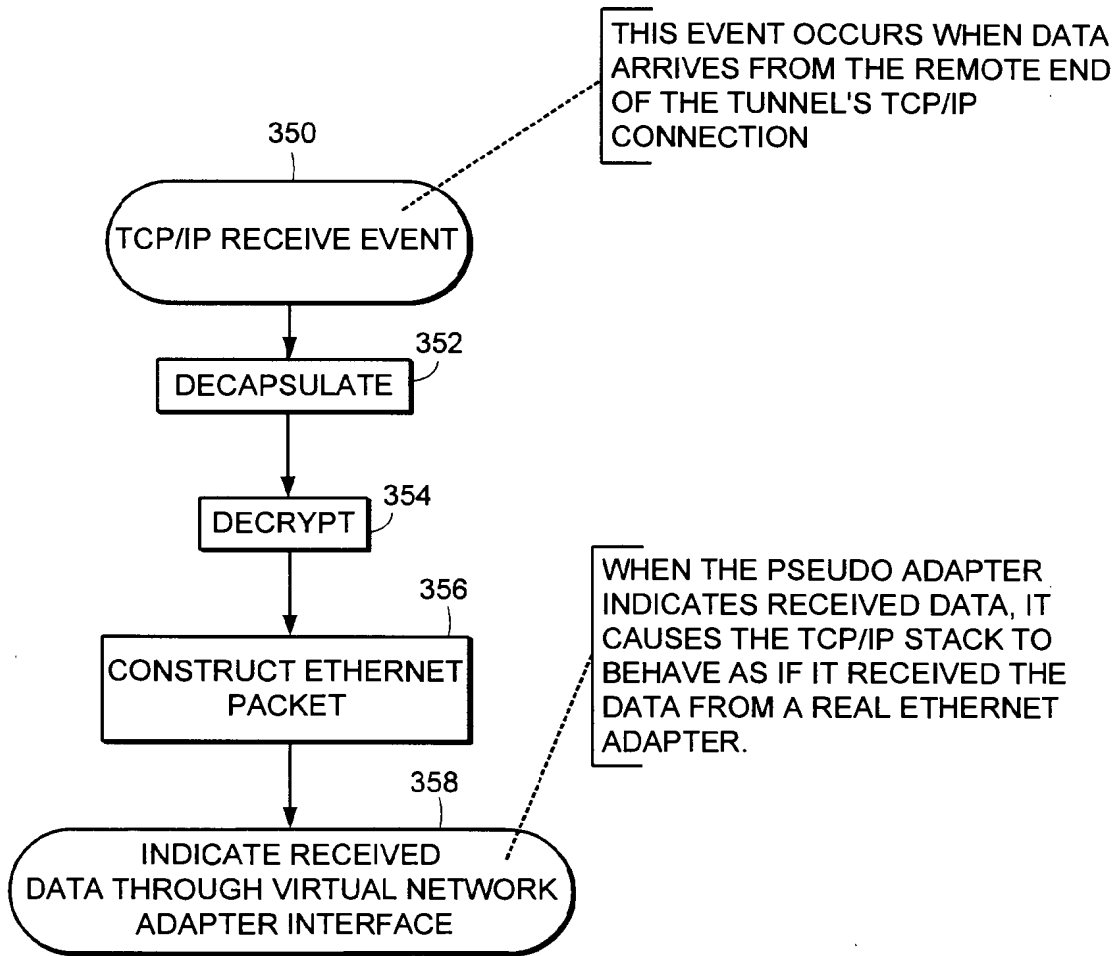 THIS EVENT OCCURS WHEN DATA
ARRIVES FROM THE REMOTE END
OF THE TUNNEL'S TCP/IP
CONNECTION
350
TCP/IP RECEIVE EVENT
352
DECAPSULATE
354
DECRYPT
356
CONSTRUCT ETHERNET
PACKET
WHEN THE PSEUDO ADAPTER
INDICATES RECEIVED DATA, IT
CAUSES THE TCP/IP STACK TO
BEHAVE AS IF IT RECEIVED THE
DATA FROM A REAL ETHERNET
ADAPTER.
358
INDICATE RECEIVED
DATA THROUGH VIRTUAL NETWORK
ADAPTER INTERFACE